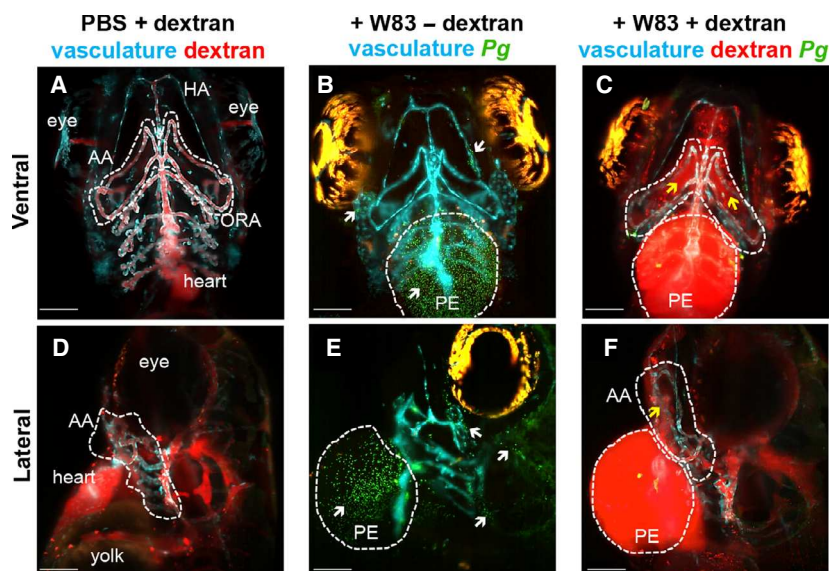 PBS + dextran
vasculature dextran
+ W83 – dextran
vasculature Pg
+ W83 + dextran
vasculature dextran Pg
Ventral
A
HA
eye
eye
AA
ORA
heart
B
PE
C
PE
Lateral
D
eye
AA
heart
yolk
E
PE
F
AA
PE